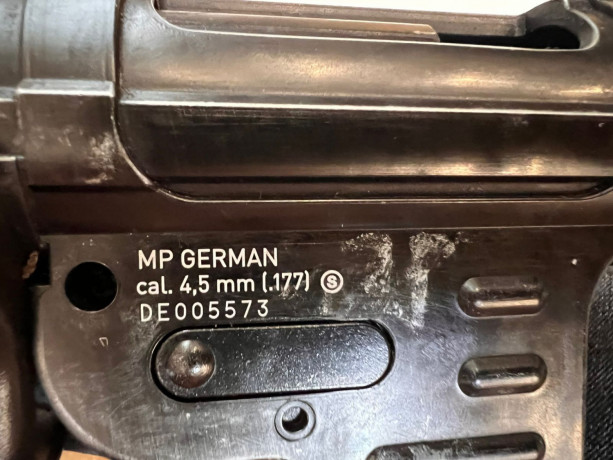 MP GERMAN
cal. 4,5 mm (.177) Ⓢ
DE005573